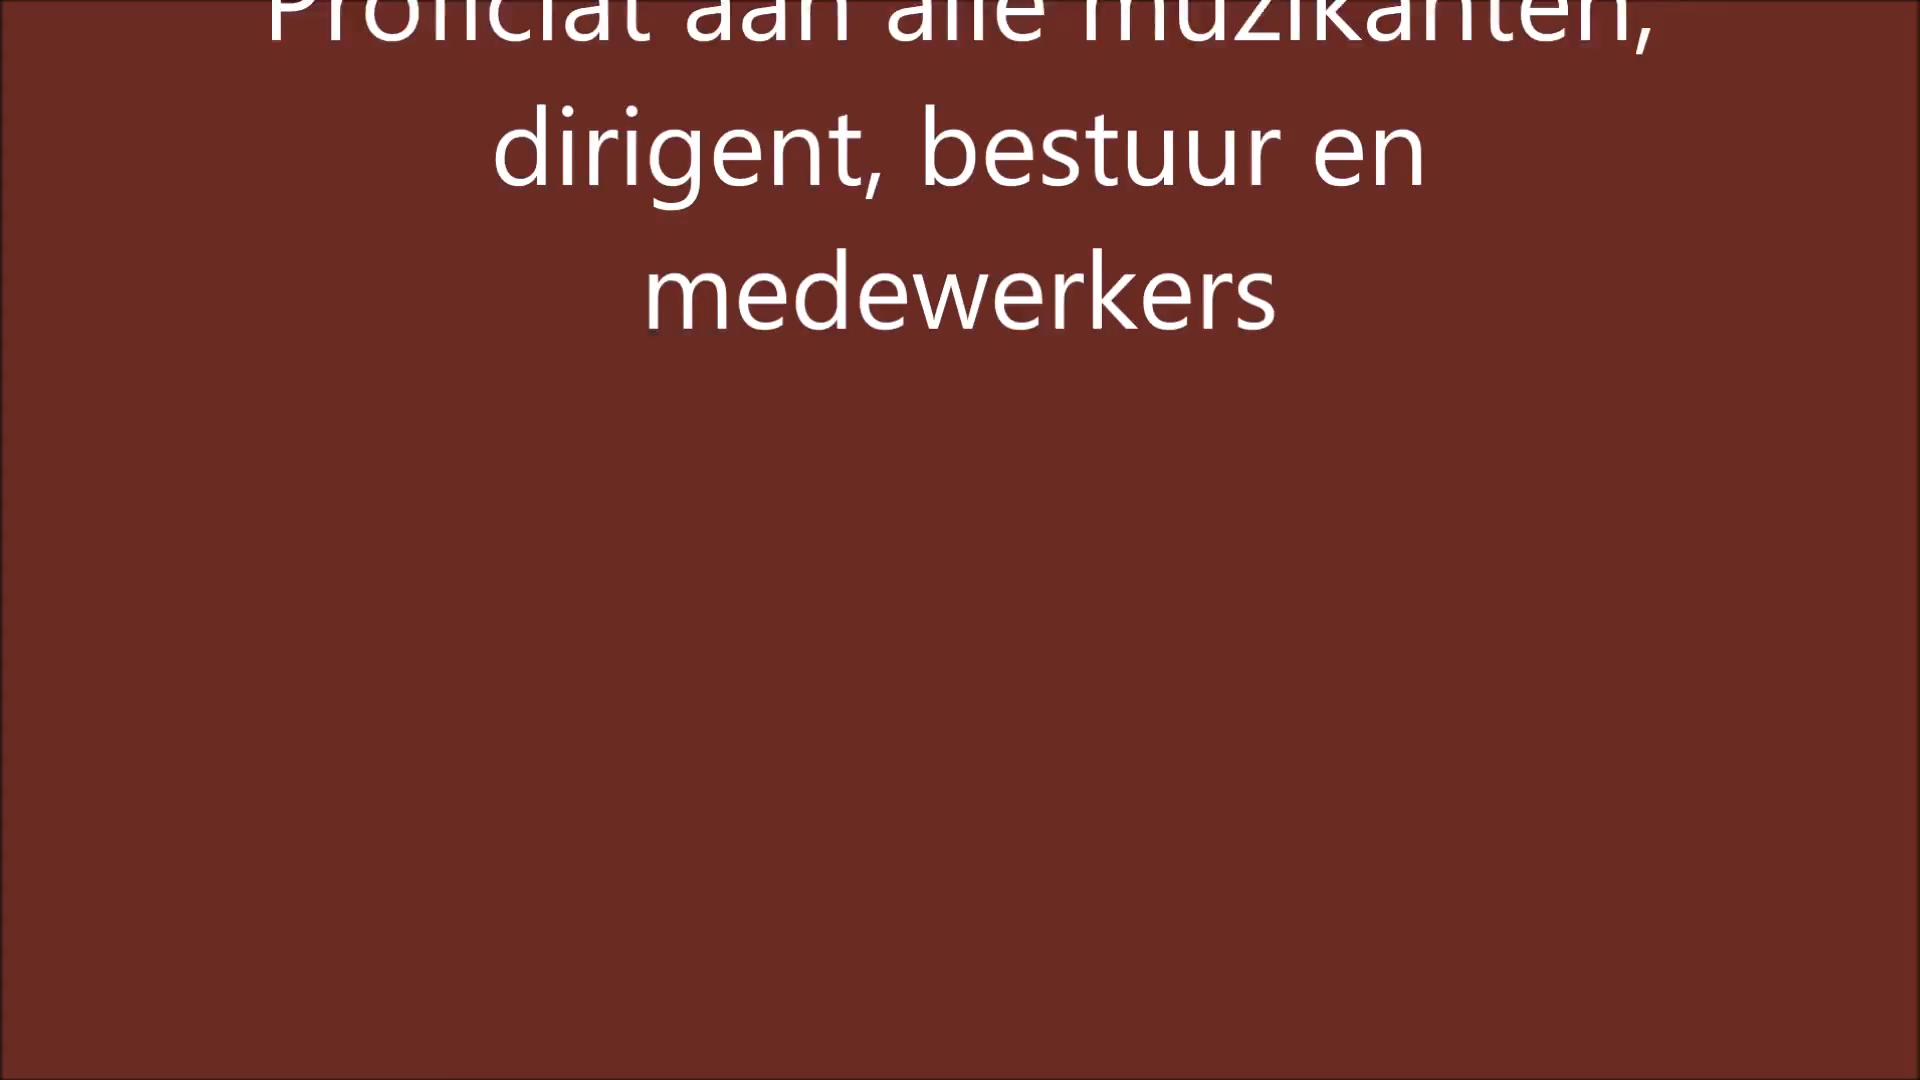 Proficiat aan alle muzikanten,
dirigent, bestuur en
medewerkers